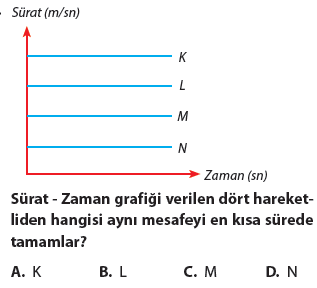 Sürat (m/sn)
K
L
M
N
Zaman (sn)
Sürat - Zaman grafiği verilen dört hareket-
liden hangisi aynı mesafeyi en kısa sürede
tamamlar?
A. K B. L C. M D. N